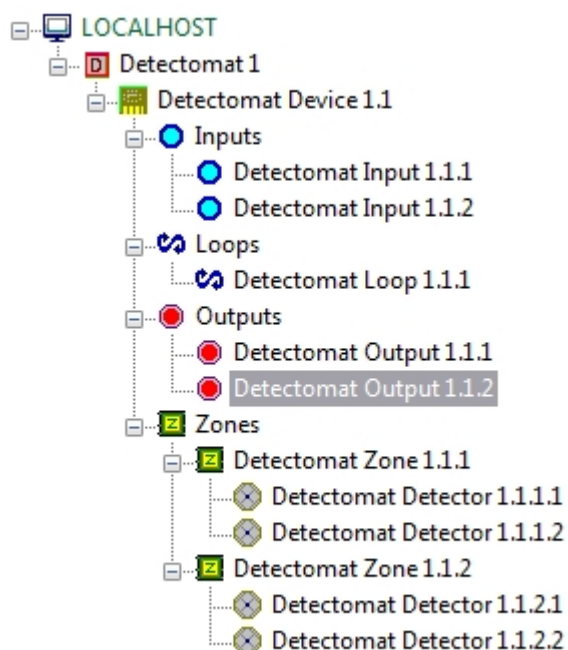 LOCALHOST
D Detectomat 1
Detectomat Device 1.1
Inputs
Detectomat Input 1.1.1
Detectomat Input 1.1.2
Loops
Detectomat Loop 1.1.1
Outputs
Detectomat Output 1.1.1
Detectomat Output 1.1.2
Z Zones
Z Detectomat Zone 1.1.1
Detectomat Detector 1.1.1.1
Detectomat Detector 1.1.1.2
Z Detectomat Zone 1.1.2
Detectomat Detector 1.1.2.1
Detectomat Detector 1.1.2.2